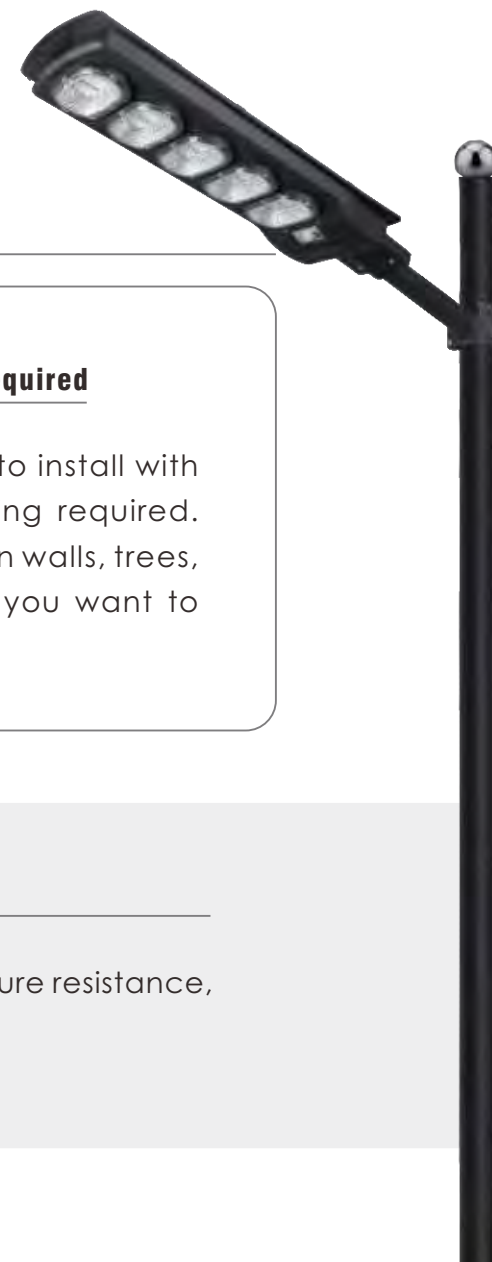 quired
to install with
ng required.
n walls, trees,
you want to
ure resistance,